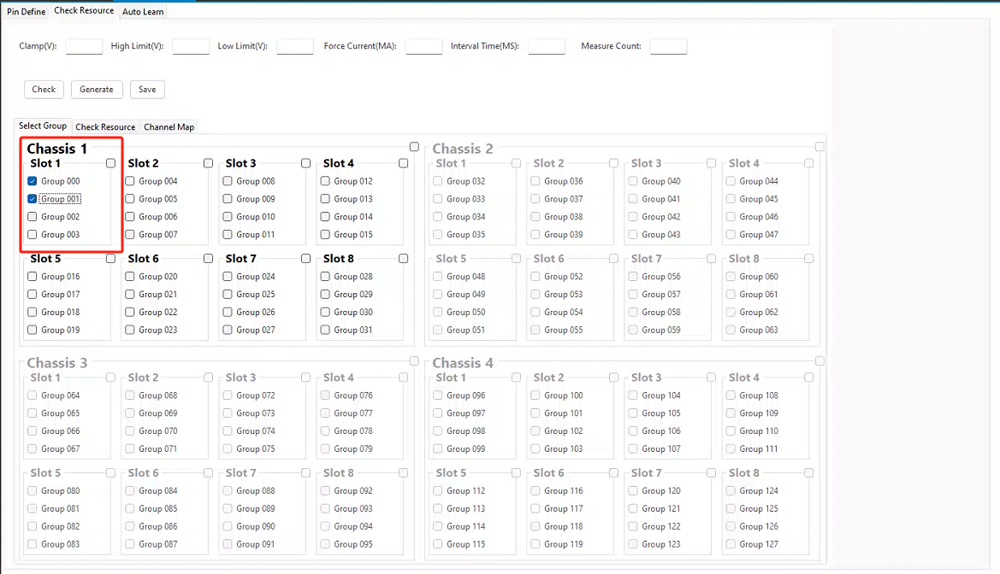 Pin Define Check Resource Auto Learn
Clamp(V): High Limit(V): Low Limit(V): Force Current(MA): Interval Time(MS): Measure Count:
Check Generate Save
Select Group Check Resource Channel Map
Chassis 1 Chassis 2
Slot 1 Slot 2 Slot 3 Slot 4 Slot 1 Slot 2 Slot 3 Slot 4
Group 000 Group 004 Group 008 Group 012 Group 032 Group 036 Group 040 Group 044
Group 001 Group 005 Group 009 Group 013 Group 033 Group 037 Group 041 Group 045
Group 002 Group 006 Group 010 Group 014 Group 034 Group 038 Group 042 Group 046
Group 003 Group 007 Group 011 Group 015 Group 035 Group 039 Group 043 Group 047
Slot 5 Slot 6 Slot 7 Slot 8 Slot 5 Slot 6 Slot 7 Slot 8
Group 016 Group 020 Group 024 Group 028 Group 048 Group 052 Group 056 Group 060
Group 017 Group 021 Group 025 Group 029 Group 049 Group 053 Group 057 Group 061
Group 018 Group 022 Group 026 Group 030 Group 050 Group 054 Group 058 Group 062
Group 019 Group 023 Group 027 Group 031 Group 051 Group 055 Group 059 Group 063
Chassis 3 Chassis 4
Slot 1 Slot 2 Slot 3 Slot 4 Slot 1 Slot 2 Slot 3 Slot 4
Group 064 Group 068 Group 072 Group 076 Group 096 Group 100 Group 104 Group 108
Group 065 Group 069 Group 073 Group 077 Group 097 Group 101 Group 105 Group 109
Group 066 Group 070 Group 074 Group 078 Group 098 Group 102 Group 106 Group 110
Group 067 Group 071 Group 075 Group 079 Group 099 Group 103 Group 107 Group 111
Slot 5 Slot 6 Slot 7 Slot 8 Slot 5 Slot 6 Slot 7 Slot 8
Group 080 Group 084 Group 088 Group 092 Group 112 Group 116 Group 120 Group 124
Group 081 Group 085 Group 089 Group 093 Group 113 Group 117 Group 121 Group 125
Group 082 Group 086 Group 090 Group 094 Group 114 Group 118 Group 122 Group 126
Group 083 Group 087 Group 091 Group 095 Group 115 Group 119 Group 123 Group 127